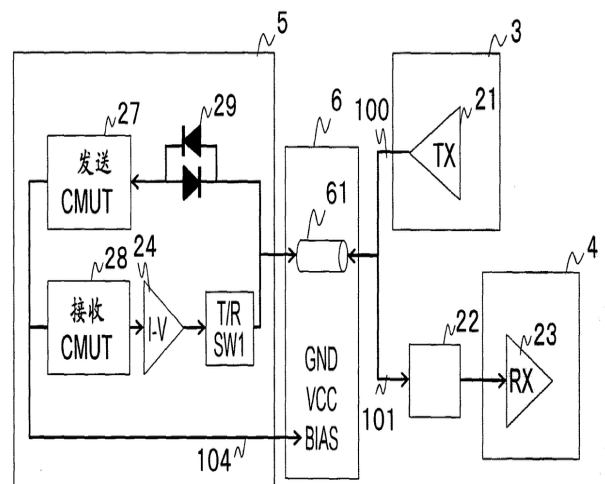 5
3
27
29
6
100
21
发送
CMUT
TX
61
28
24
4
接收
CMUT
I-V
T/R
SW1
22
23
GND
VCC
BIAS
RX
101
104